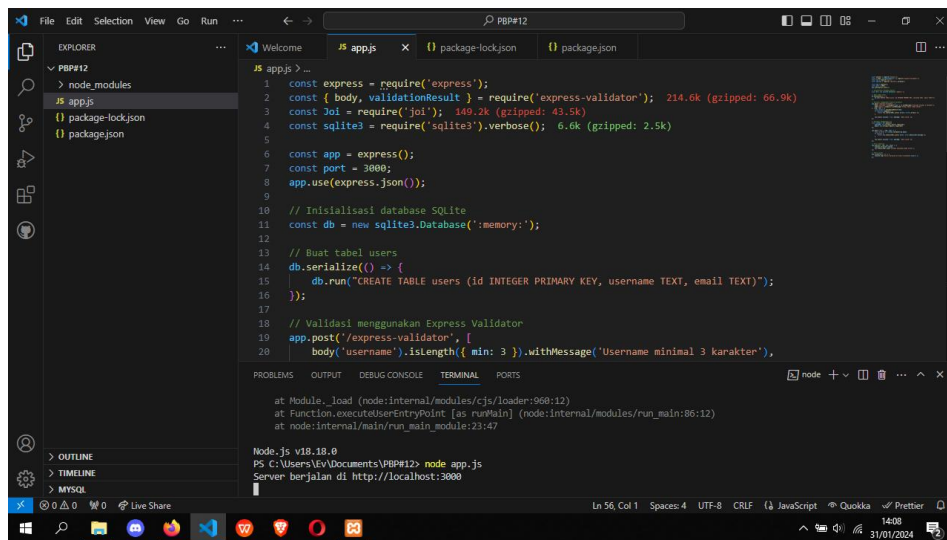 File Edit Selection View Go Run ··· ← → PBP#12
EXPLORER ···
PBP#12
node_modules
JS app.js
{} package-lock.json
{} package.json
OUTLINE
TIMELINE
MYSQL
Welcome JS app.js × {} package-lock.json {} package.json
JS app.js > ...
1 const express = require('express');
2 const { body, validationResult } = require('express-validator'); 214.6k (gzipped: 66.9k)
3 const Joi = require('joi'); 149.2k (gzipped: 43.5k)
4 const sqlite3 = require('sqlite3').verbose(); 6.6k (gzipped: 2.5k)
5
6 const app = express();
7 const port = 3000;
8 app.use(express.json());
9
10 // Inisialisasi database SQLite
11 const db = new sqlite3.Database(':memory:');
12
13 // Buat tabel users
14 db.serialize(() => {
15 db.run("CREATE TABLE users (id INTEGER PRIMARY KEY, username TEXT, email TEXT)");
16 });
17
18 // Validasi menggunakan Express Validator
19 app.post('/express-validator', [
20 body('username').isLength({ min: 3 }).withMessage('Username minimal 3 karakter'),
PROBLEMS OUTPUT DEBUG CONSOLE TERMINAL PORTS node
at Module._load (node:internal/modules/cjs/loader:960:12)
at Function.executeUserEntryPoint [as runMain] (node:internal/modules/run_main:86:12)
at node:internal/main/run_main_module:23:47
Node.js v18.18.0
PS C:\Users\Ev\Documents\PBP#12> node app.js
Server berjalan di http://localhost:3000
0 0 0 Live Share Ln 56, Col 1 Spaces: 4 UTF-8 CRLF {} JavaScript Quokka Prettier
14:08
31/01/2024
2